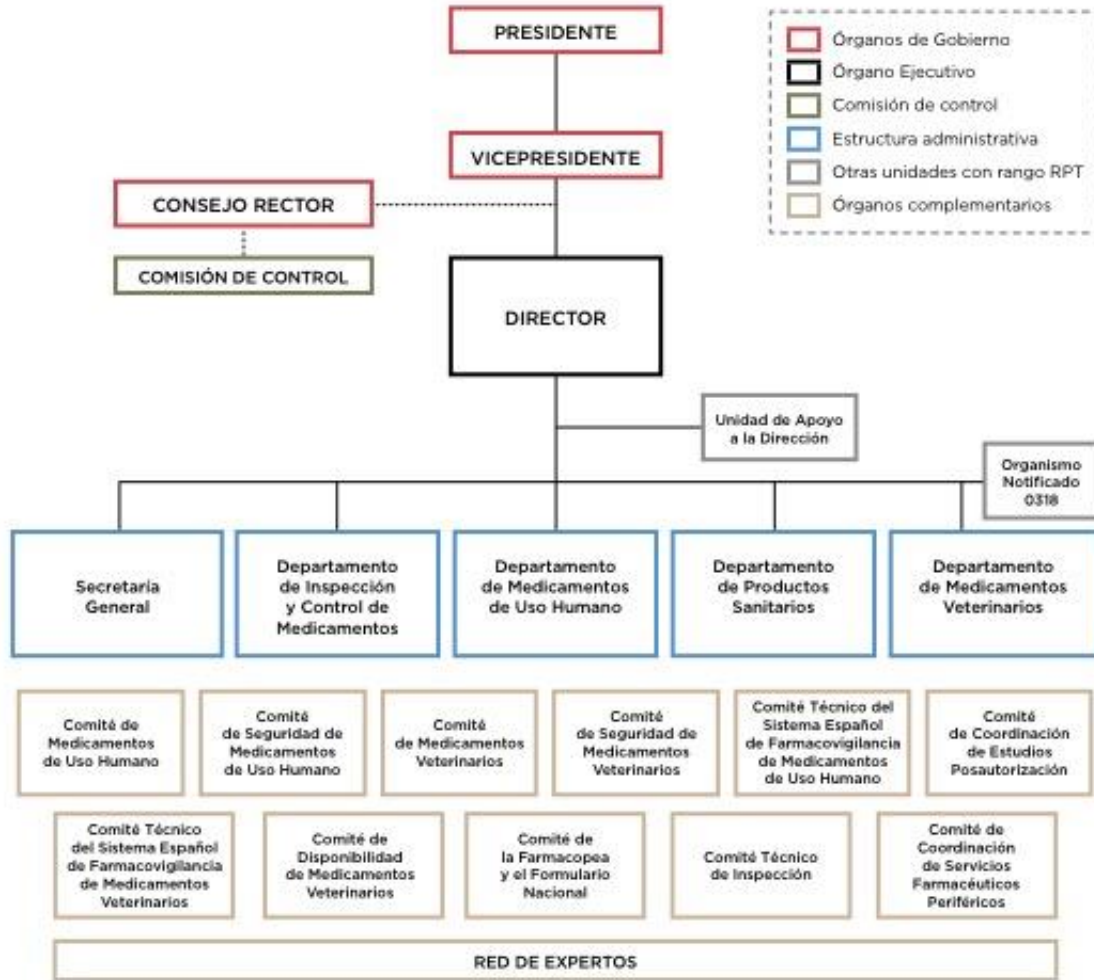 PRESIDENTE
Órganos de Gobierno
Órgano Ejecutivo
Comisión de control
Estructura administrativa
Otras unidades con rango RPT
Órganos complementarios
VICEPRESIDENTE
CONSEJO RECTOR
COMISIÓN DE CONTROL
DIRECTOR
Unidad de Apoyo
a la Dirección
Organismo
Notificado
0318
Secretaría
General
Departamento
de Inspección
y Control de
Medicamentos
Departamento
de Medicamentos
de Uso Humano
Departamento
de Productos
Sanitarios
Departamento
de Medicamentos
Veterinarios
Comité de
Medicamentos
de Uso Humano
Comité
de Seguridad de
Medicamentos
de Uso Humano
Comité
de Medicamentos
Veterinarios
Comité
de Seguridad de
Medicamentos
Veterinarios
Comité Técnico del
Sistema Español
de Farmacovigilancia
de Medicamentos
de Uso Humano
Comité
de Coordinación
de Estudios
Posautorización
Comité Técnico
del Sistema Español
de Farmacovigilancia
de Medicamentos
Veterinarios
Comité de
Disponibilidad
de Medicamentos
Veterinarios
Comité de
la Farmacopea
y el Formulario
Nacional
Comité Técnico
de Inspección
Comité de
Coordinación
de Servicios
Farmacéuticos
Periféricos
RED DE EXPERTOS